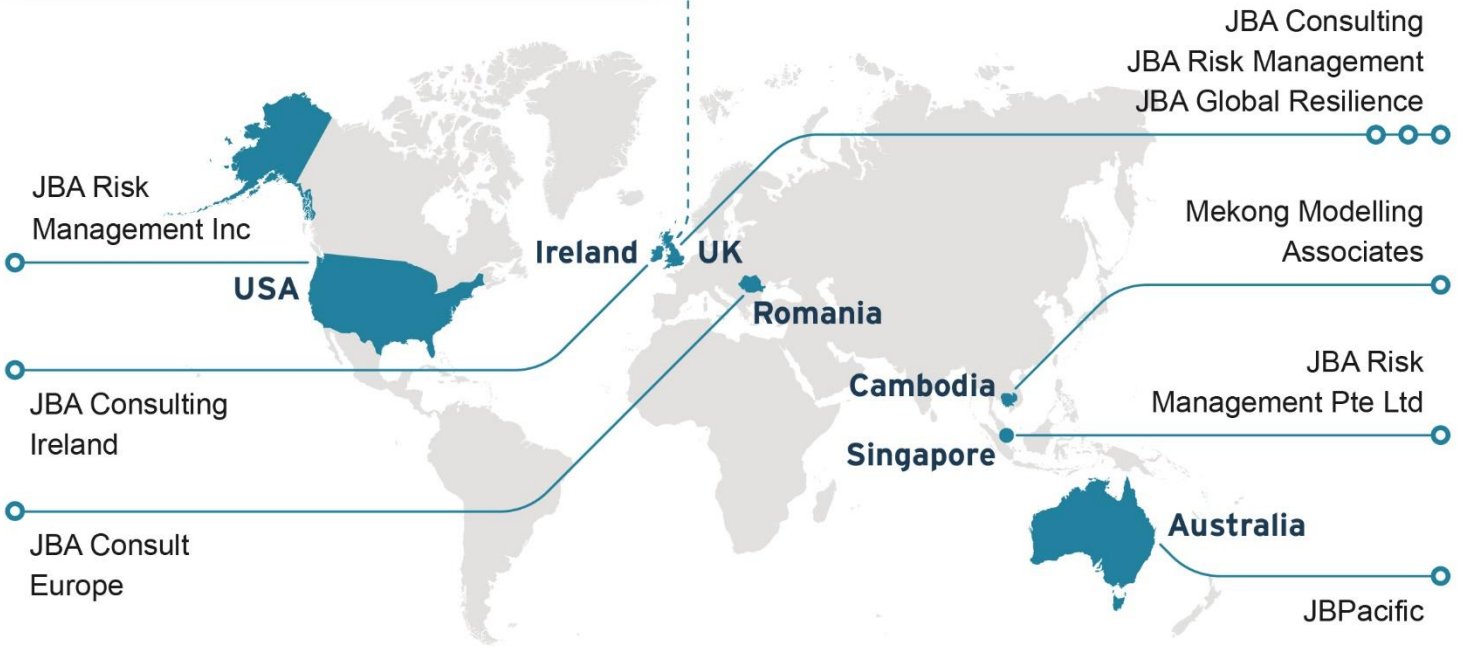 JBA Consulting
JBA Risk Management
JBA Global Resilience
JBA Risk
Management Inc
USA
Ireland
UK
Romania
Mekong Modelling
Associates
Cambodia
JBA Risk
Management Pte Ltd
Singapore
JBA Consulting
Ireland
JBA Consult
Europe
Australia
JBPacific